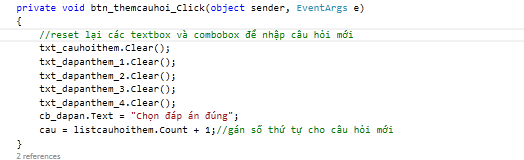 private void btn_themcauhoi_Click(object sender, EventArgs e)
{
//reset lại các textbox và combobox để nhập câu hỏi mới
txt_cauhoithem.Clear();
txt_dapanthem_1.Clear();
txt_dapanthem_2.Clear();
txt_dapanthem_3.Clear();
txt_dapanthem_4.Clear();
cb_dapan.Text = "Chọn đáp án đúng";
cau = listcauhoithem.Count + 1;//gán số thứ tự cho câu hỏi mới
}
2 references